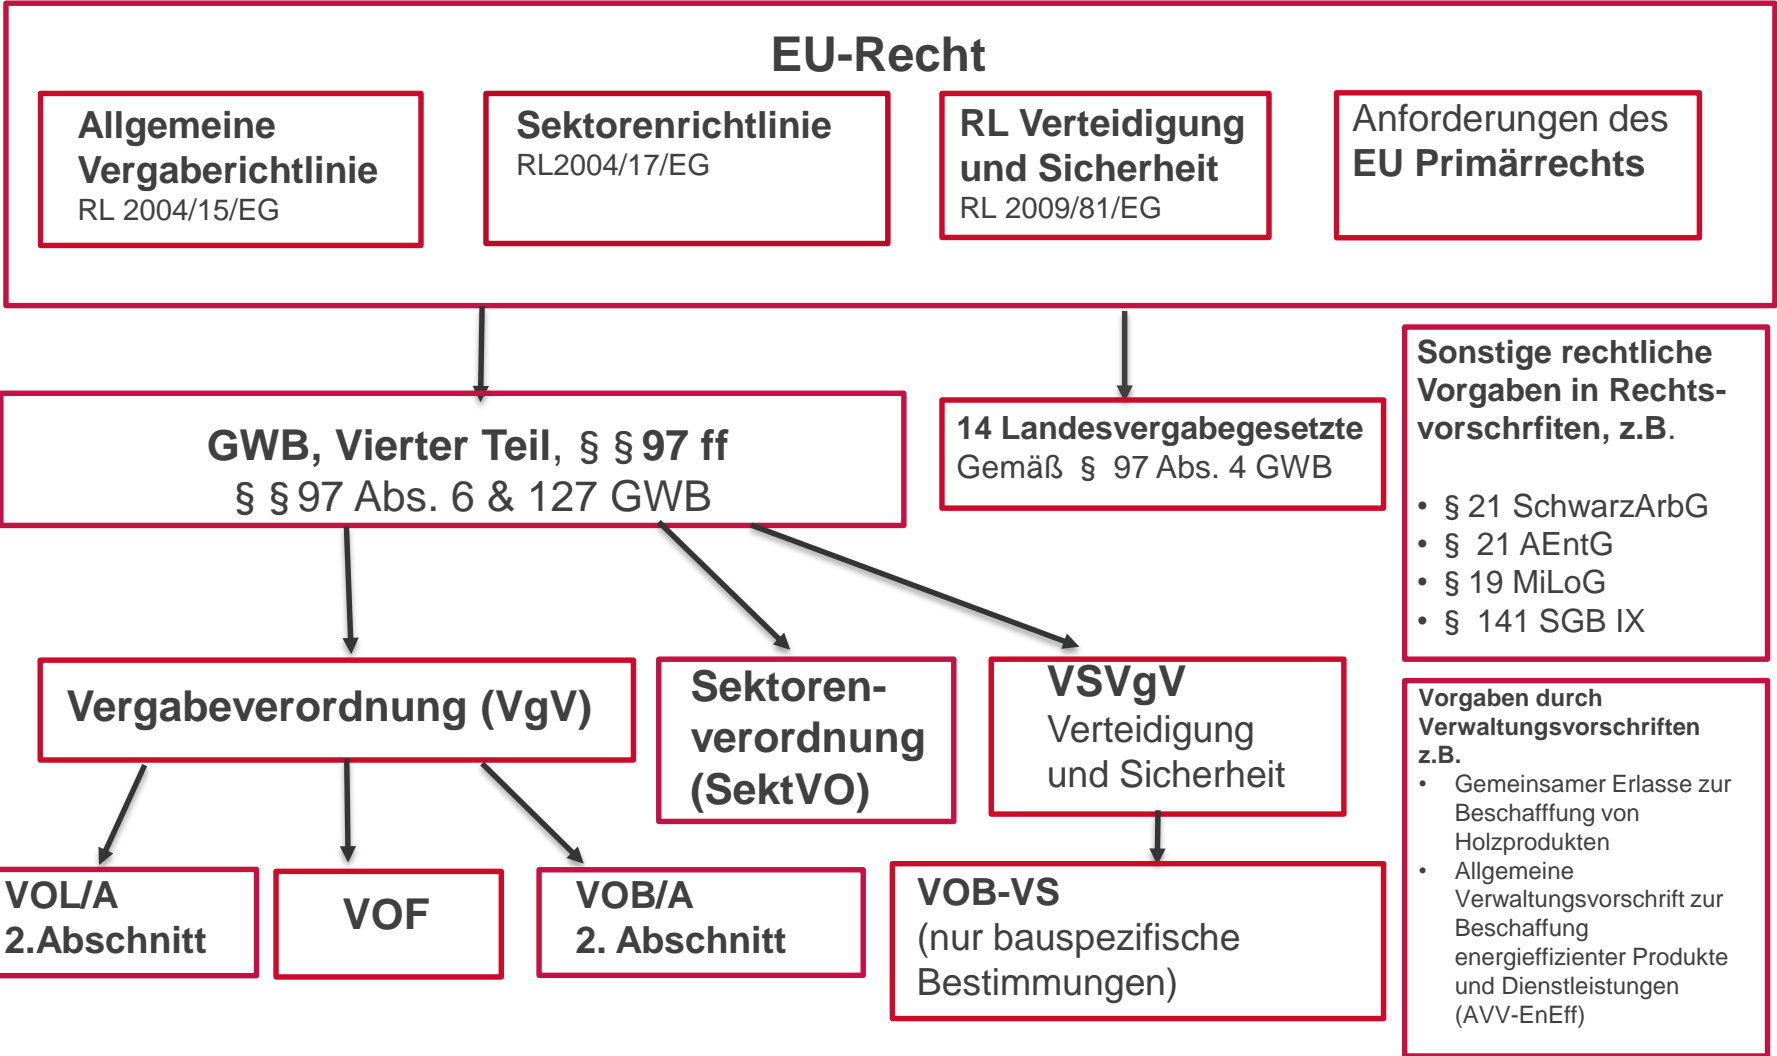 EU-Recht
Allgemeine
Vergaberichtlinie
RL 2004/15/EG
Sektorenrichtlinie
RL2004/17/EG
RL Verteidigung
und Sicherheit
RL 2009/81/EG
Anforderungen des
EU Primärrechts
GWB, Vierter Teil, § § 97 ff
§ § 97 Abs. 6 & 127 GWB
14 Landesvergabegesetzte
Gemäß § 97 Abs. 4 GWB
Sonstige rechtliche
Vorgaben in Rechts-
vorschrfiten, z.B.
• § 21 SchwarzArbG
• § 21 AEntG
• § 19 MiLoG
• § 141 SGB IX
Vergabeverordnung (VgV)
Sektoren-
verordnung
(SektVO)
VSVgV
Verteidigung
und Sicherheit
Vorgaben durch
Verwaltungsvorschriften
z.B.
• Gemeinsamer Erlasse zur
Beschafffung von
Holzprodukten
• Allgemeine
Verwaltungsvorschrift zur
Beschaffung
energieffizienter Produkte
und Dienstleistungen
(AVV-EnEff)
VOL/A
2.Abschnitt
VOF
VOB/A
2. Abschnitt
VOB-VS
(nur bauspezifische
Bestimmungen)